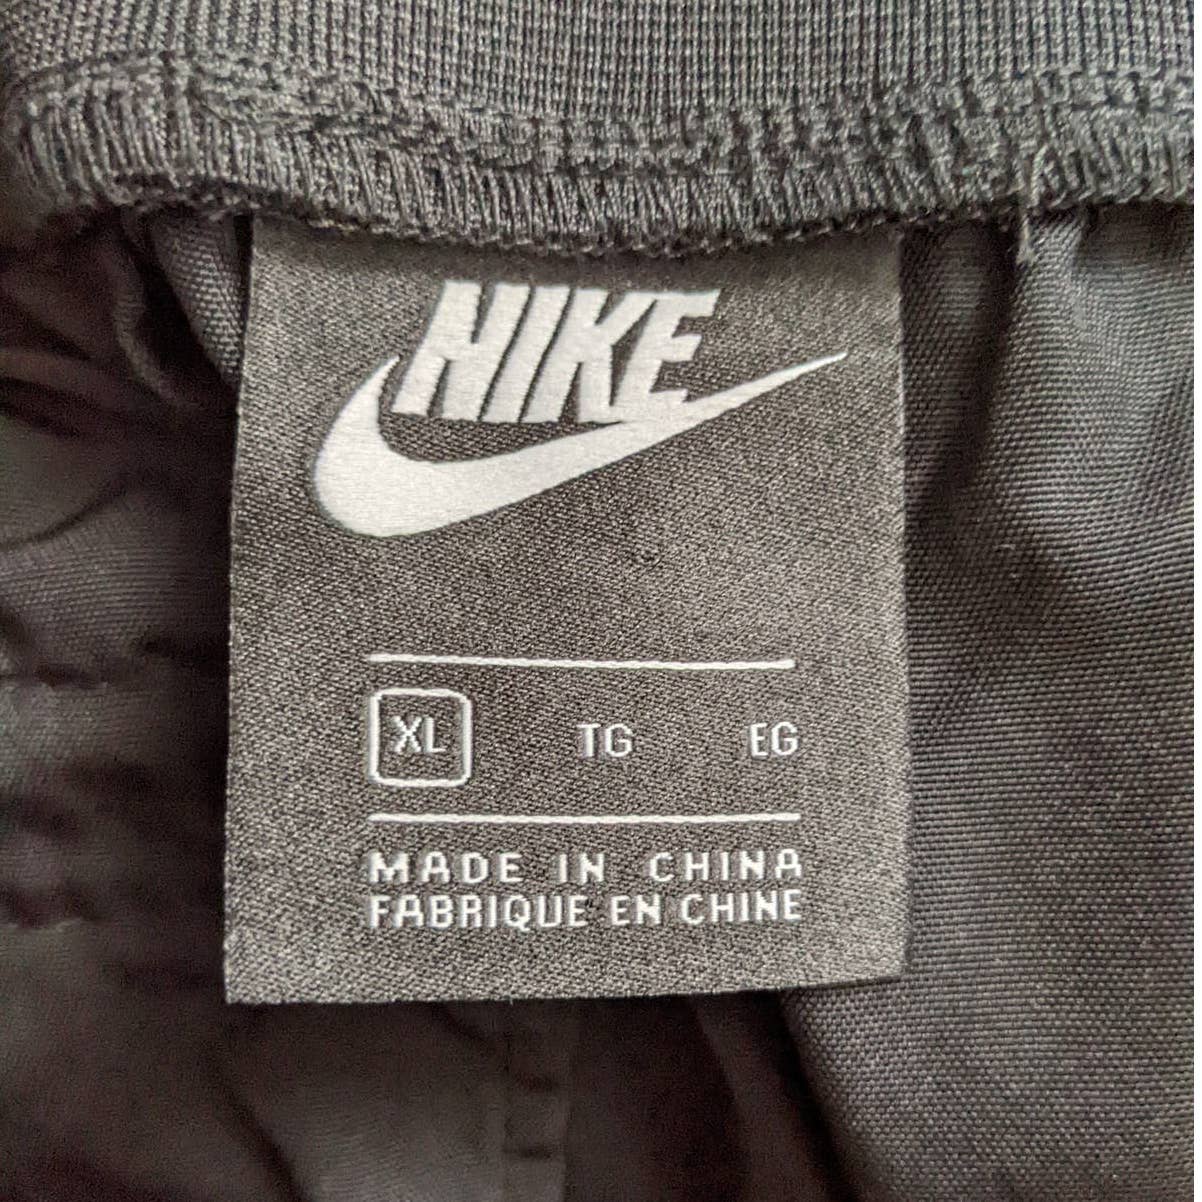 NIKE
XL TG EG
MADE IN CHINA
FABRIQUE EN CHINE